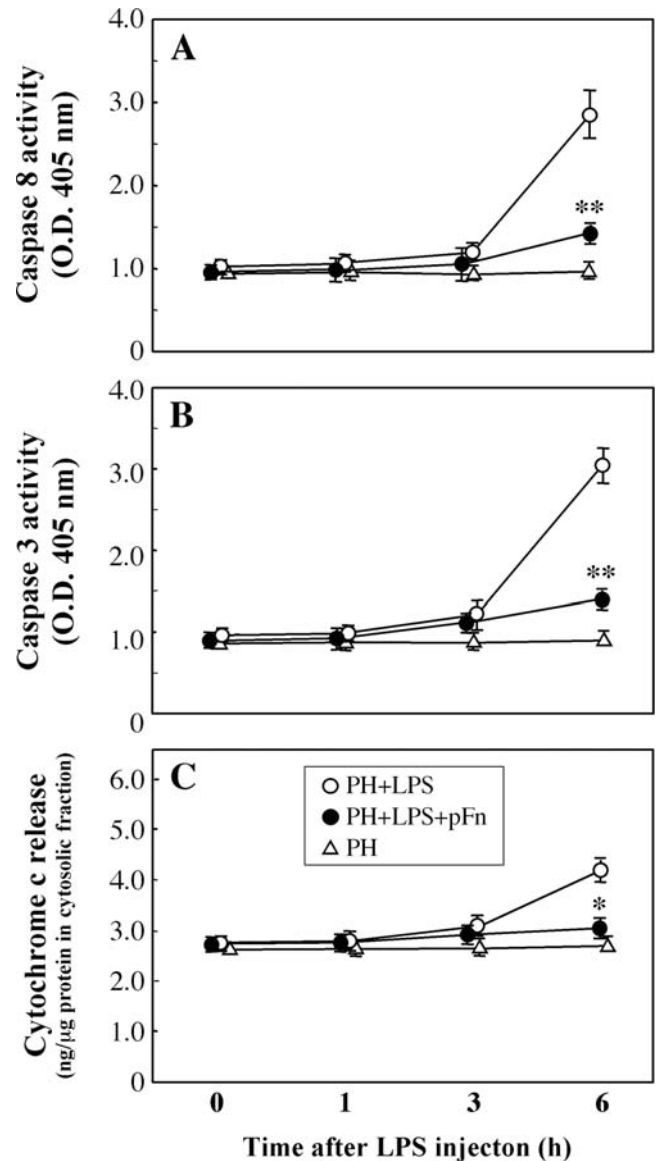 A
Caspase 8 activity
(O.D. 405 nm)
4.0
3.0
2.0
1.0
0
**
B
Caspase 3 activity
(O.D. 405 nm)
4.0
3.0
2.0
1.0
0
**
C
Cytochrome c release
(ng/μg protein in cytosolic fraction)
6.0
5.0
4.0
3.0
2.0
1.0
0
PH+LPS
PH+LPS+pFn
PH
*
0 1 3 6
Time after LPS injecton (h)